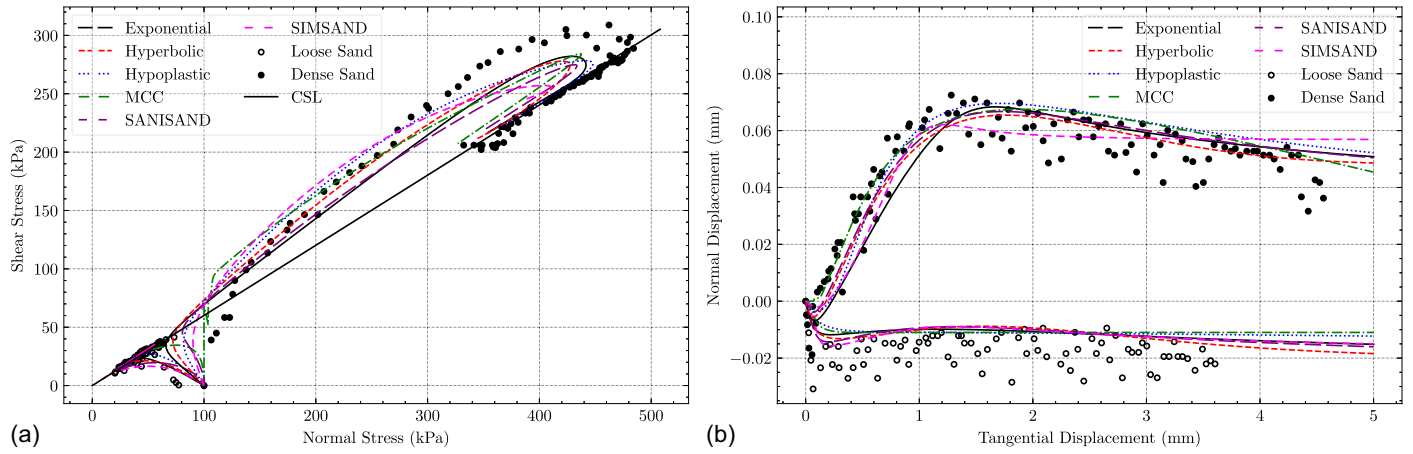 Exponential
Hyperbolic
Hypoplastic
MCC
SANISAND
SIMSAND
Loose Sand
Dense Sand
CSL
300
250
200
150
100
50
0
Shear Stress (kPa)
0
100
200
300
400
500
Normal Stress (kPa)
(a)
Exponential
Hyperbolic
Hypoplastic
MCC
SANISAND
SIMSAND
Loose Sand
Dense Sand
0.10
0.08
0.06
0.04
0.02
0.00
−0.02
Normal Displacement (mm)
0
1
2
3
4
5
Tangential Displacement (mm)
(b)